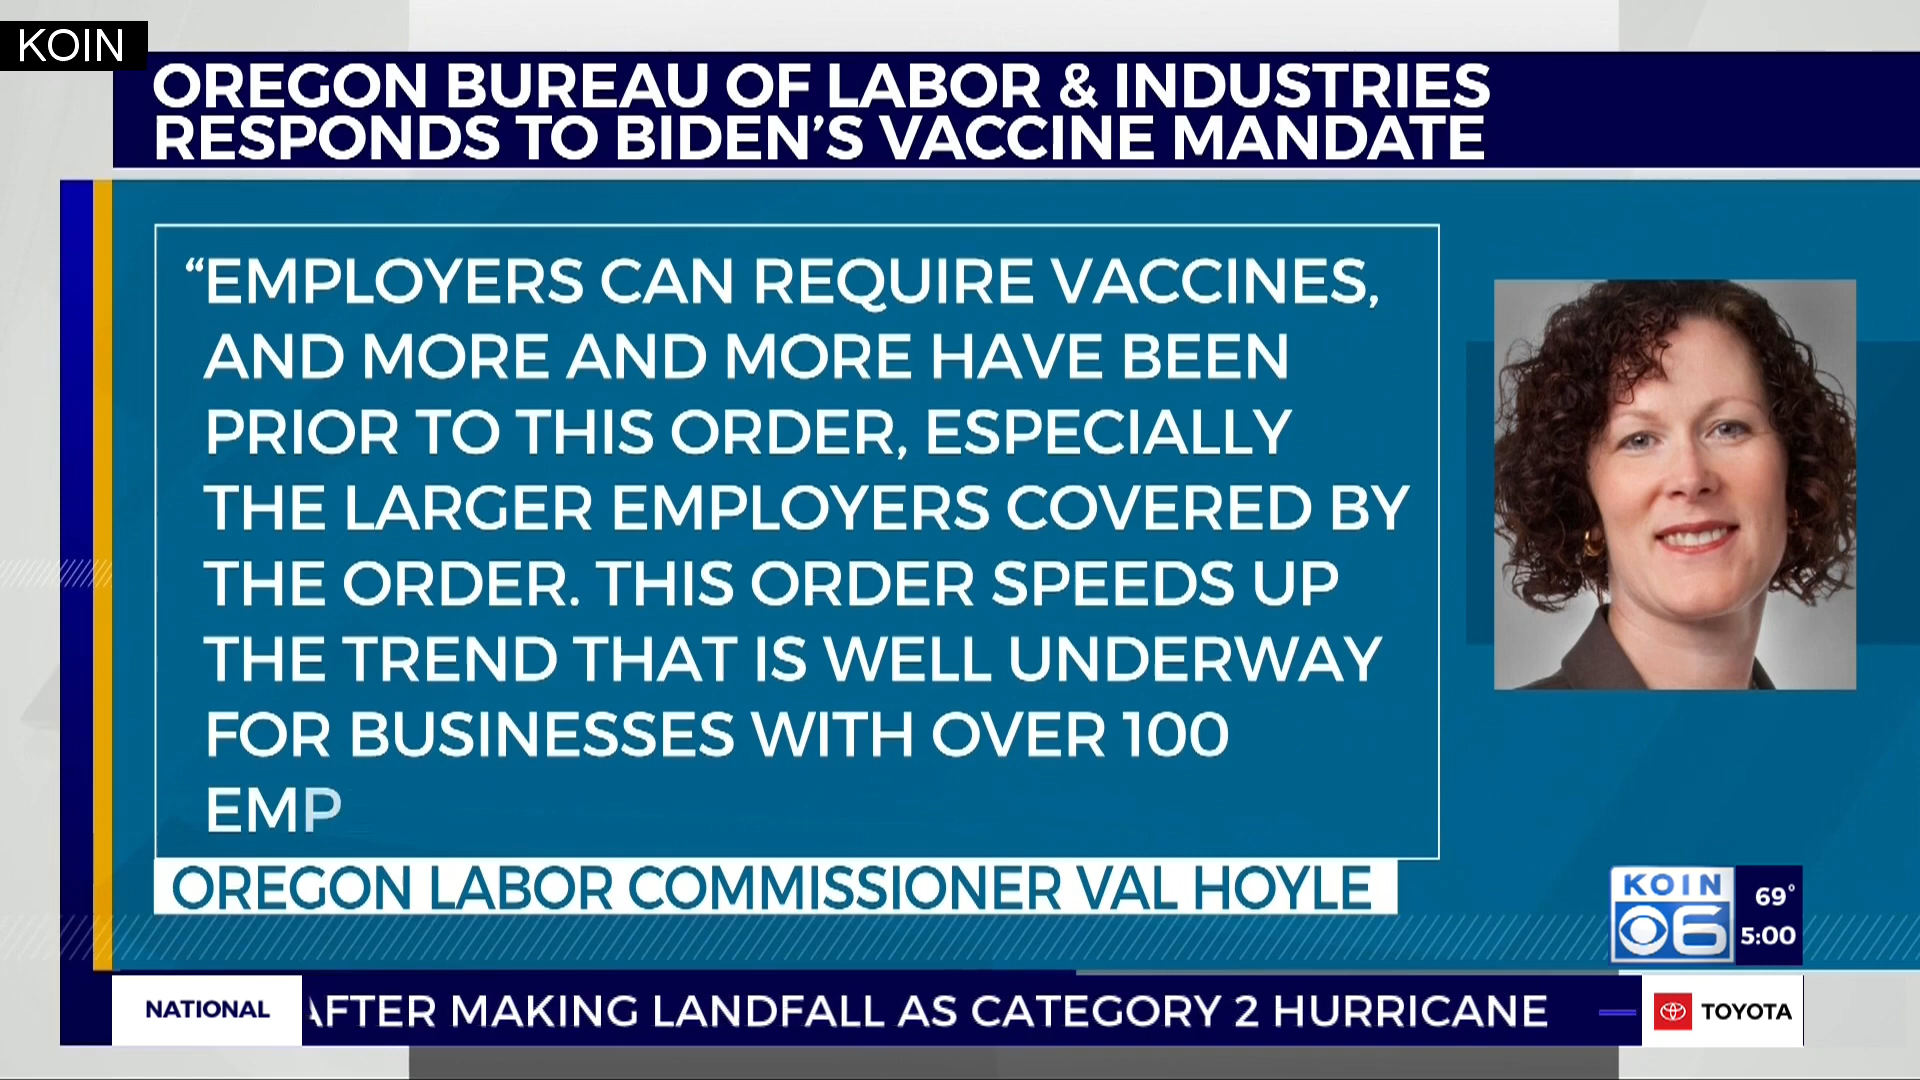 KOIN
OREGON BUREAU OF LABOR & INDUSTRIES
RESPONDS TO BIDEN'S VACCINE MANDATE
“EMPLOYERS CAN REQUIRE VACCINES,
AND MORE AND MORE HAVE BEEN
PRIOR TO THIS ORDER, ESPECIALLY
THE LARGER EMPLOYERS COVERED BY
THE ORDER. THIS ORDER SPEEDS UP
THE TREND THAT IS WELL UNDERWAY
FOR BUSINESSES WITH OVER 100
EMP
OREGON LABOR COMMISSIONER VAL HOYLE
KOIN
6
69°
5:00
NATIONAL
AFTER MAKING LANDFALL AS CATEGORY 2 HURRICANE
TOYOTA